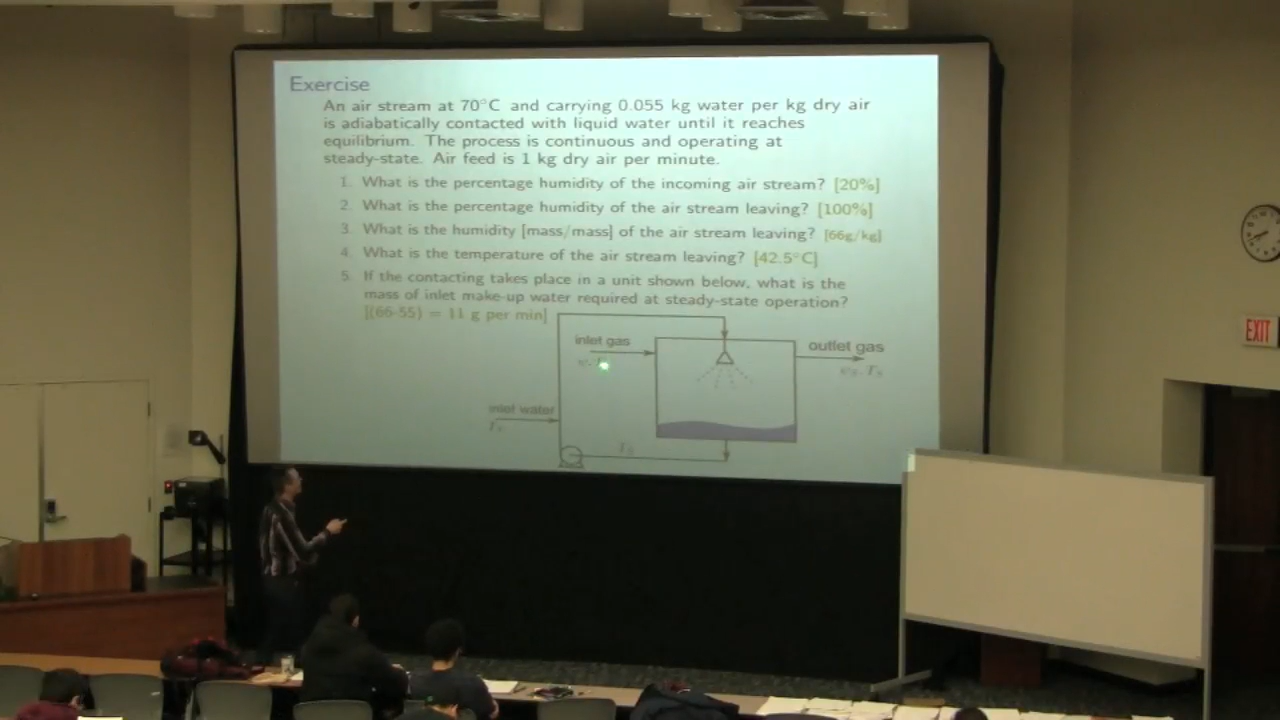 Exercise
An air stream at 70°C and carrying 0.055 kg water per kg dry air
is adiabatically contacted with liquid water until it reaches
equilibrium. The process is continuous and operating at
steady-state. Air feed is 1 kg dry air per minute.
1. What is the percentage humidity of the incoming air stream? [20%]
2. What is the percentage humidity of the air stream leaving? [100%]
3. What is the humidity [mass/mass] of the air stream leaving? [66g/kg]
4. What is the temperature of the air stream leaving? [42.5°C]
5. If the contacting takes place in a unit shown below, what is the
mass of inlet make-up water required at steady-state operation?
[(66-55) = 11 g per min]
inlet gas
outlet gas
inlet water
EXIT